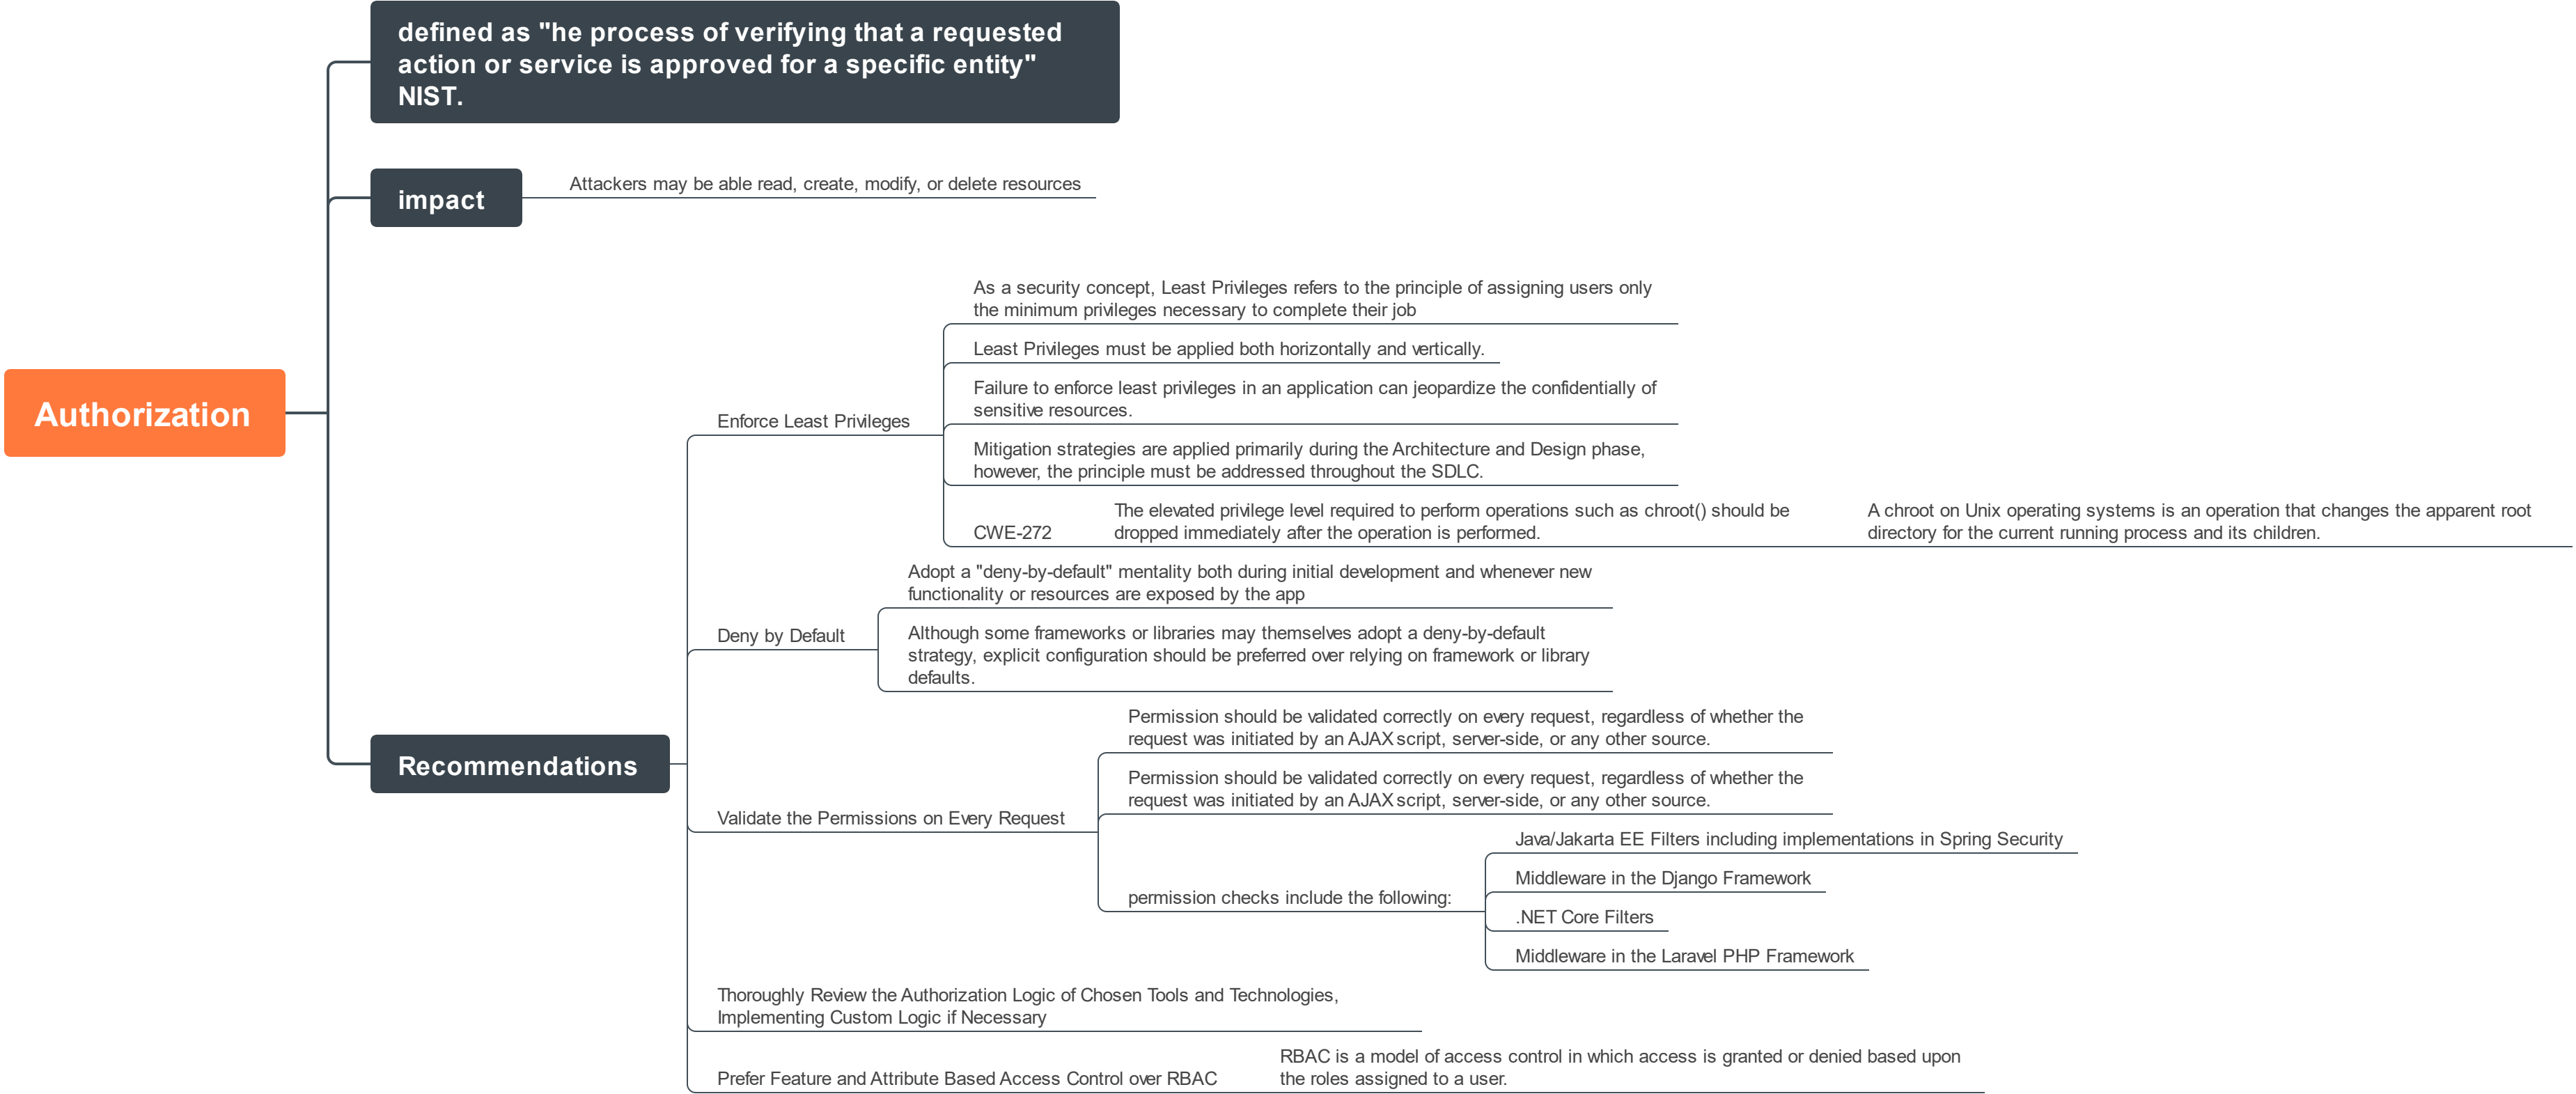 defined as "he process of verifying that a requested
action or service is approved for a specific entity"
NIST.
impact
Attackers may be able read, create, modify, or delete resources
Authorization
Recommendations
Enforce Least Privileges
As a security concept, Least Privileges refers to the principle of assigning users only
the minimum privileges necessary to complete their job
Least Privileges must be applied both horizontally and vertically.
Failure to enforce least privileges in an application can jeopardize the confidentially of
sensitive resources.
Mitigation strategies are applied primarily during the Architecture and Design phase,
however, the principle must be addressed throughout the SDLC.
CWE-272
The elevated privilege level required to perform operations such as chroot() should be
dropped immediately after the operation is performed.
A chroot on Unix operating systems is an operation that changes the apparent root
directory for the current running process and its children.
Deny by Default
Adopt a "deny-by-default" mentality both during initial development and whenever new
functionality or resources are exposed by the app
Although some frameworks or libraries may themselves adopt a deny-by-default
strategy, explicit configuration should be preferred over relying on framework or library
defaults.
Validate the Permissions on Every Request
Permission should be validated correctly on every request, regardless of whether the
request was initiated by an AJAX script, server-side, or any other source.
Permission should be validated correctly on every request, regardless of whether the
request was initiated by an AJAX script, server-side, or any other source.
permission checks include the following:
Java/Jakarta EE Filters including implementations in Spring Security
Middleware in the Django Framework
.NET Core Filters
Middleware in the Laravel PHP Framework
Thoroughly Review the Authorization Logic of Chosen Tools and Technologies,
Implementing Custom Logic if Necessary
Prefer Feature and Attribute Based Access Control over RBAC
RBAC is a model of access control in which access is granted or denied based upon
the roles assigned to a user.